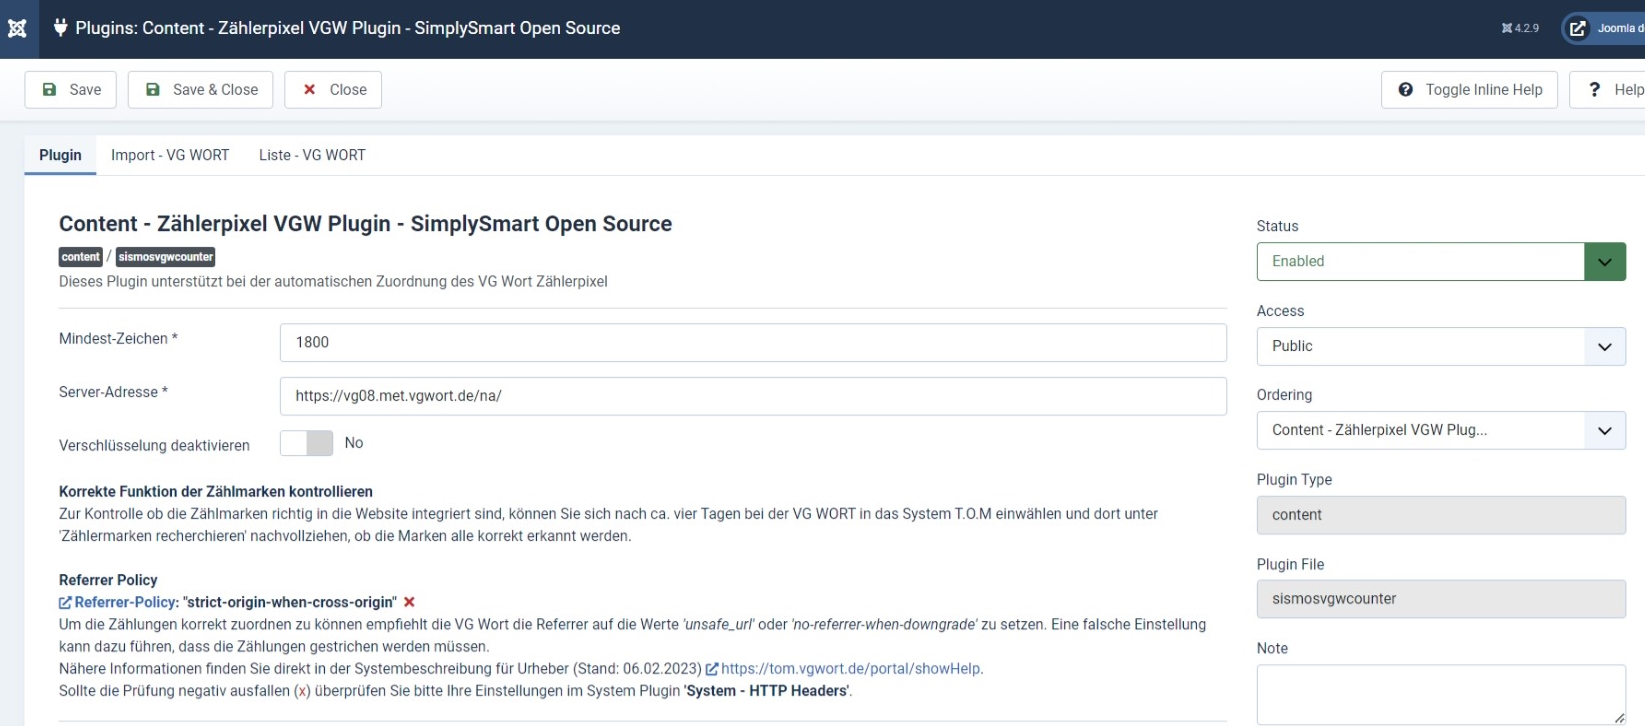 Plugins: Content - Zählerpixel VGW Plugin - SimplySmart Open Source
4.2.9
Joomla d
Save
Save & Close
Close
Toggle Inline Help
Help
Plugin
Import - VG WORT
Liste - VG WORT
Content - Zählerpixel VGW Plugin - SimplySmart Open Source
content / sismosvgwcounter
Dieses Plugin unterstützt bei der automatischen Zuordnung des VG Wort Zählerpixel
Mindest-Zeichen *
1800
Server-Adresse *
https://vg08.met.vgwort.de/na/
Verschlüsselung deaktivieren
No
Korrekte Funktion der Zählmarken kontrollieren
Zur Kontrolle ob die Zählmarken richtig in die Website integriert sind, können Sie sich nach ca. vier Tagen bei der VG WORT in das System T.O.M einwählen und dort unter
'Zählermarken recherchieren' nachvollziehen, ob die Marken alle korrekt erkannt werden.
Referrer Policy
Referrer-Policy: "strict-origin-when-cross-origin"
Um die Zählungen korrekt zuordnen zu können empfiehlt die VG Wort die Referrer auf die Werte 'unsafe_url' oder 'no-referrer-when-downgrade' zu setzen. Eine falsche Einstellung
kann dazu führen, dass die Zählungen gestrichen werden müssen.
Nähere Informationen finden Sie direkt in der Systembeschreibung für Urheber (Stand: 06.02.2023) https://tom.vgwort.de/portal/showHelp.
Sollte die Prüfung negativ ausfallen (x) überprüfen Sie bitte Ihre Einstellungen im System Plugin 'System - HTTP Headers'.
Status
Enabled
Access
Public
Ordering
Content - Zählerpixel VGW Plug...
Plugin Type
content
Plugin File
sismosvgwcounter
Note